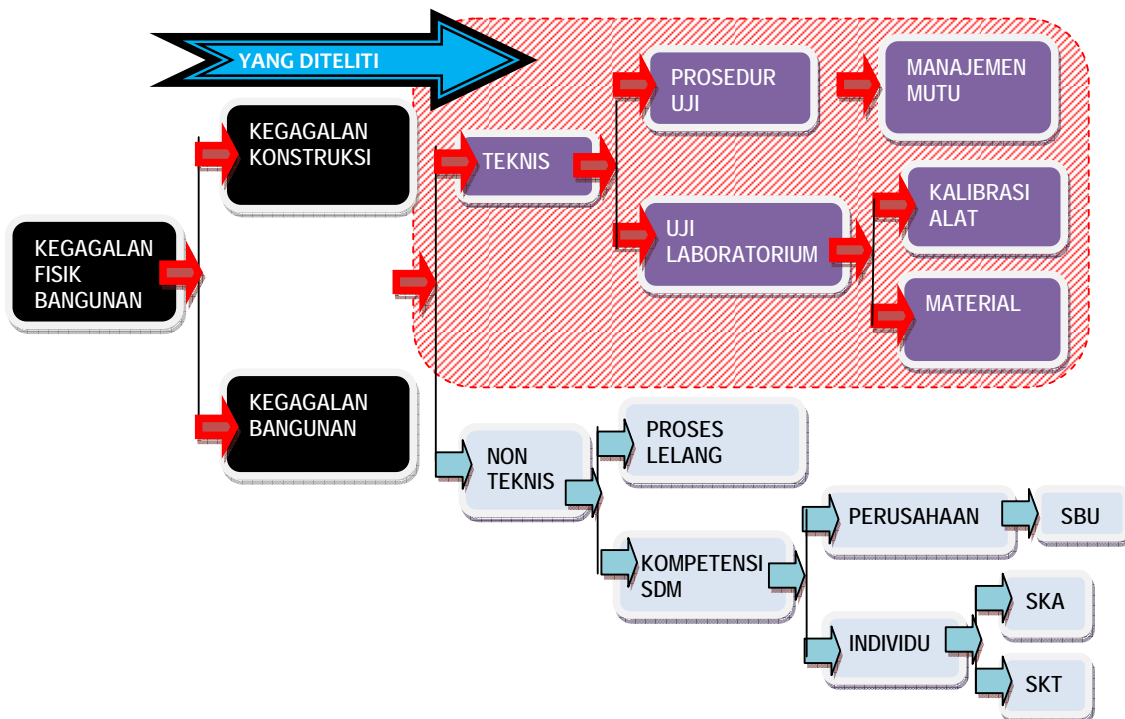 YANG DITELITI
KEGAGALAN
FISIK
BANGUNAN
KEGAGALAN
KONSTRUKSI
KEGAGALAN
BANGUNAN
TEKNIS
PROSEDUR
UJI
MANAJEMEN
MUTU
UJI
LABORATORIUM
KALIBRASI
ALAT
MATERIAL
NON
TEKNIS
PROSES
LELANG
KOMPETENSI
SDM
PERUSAHAAN
SBU
INDIVIDU
SKA
SKT